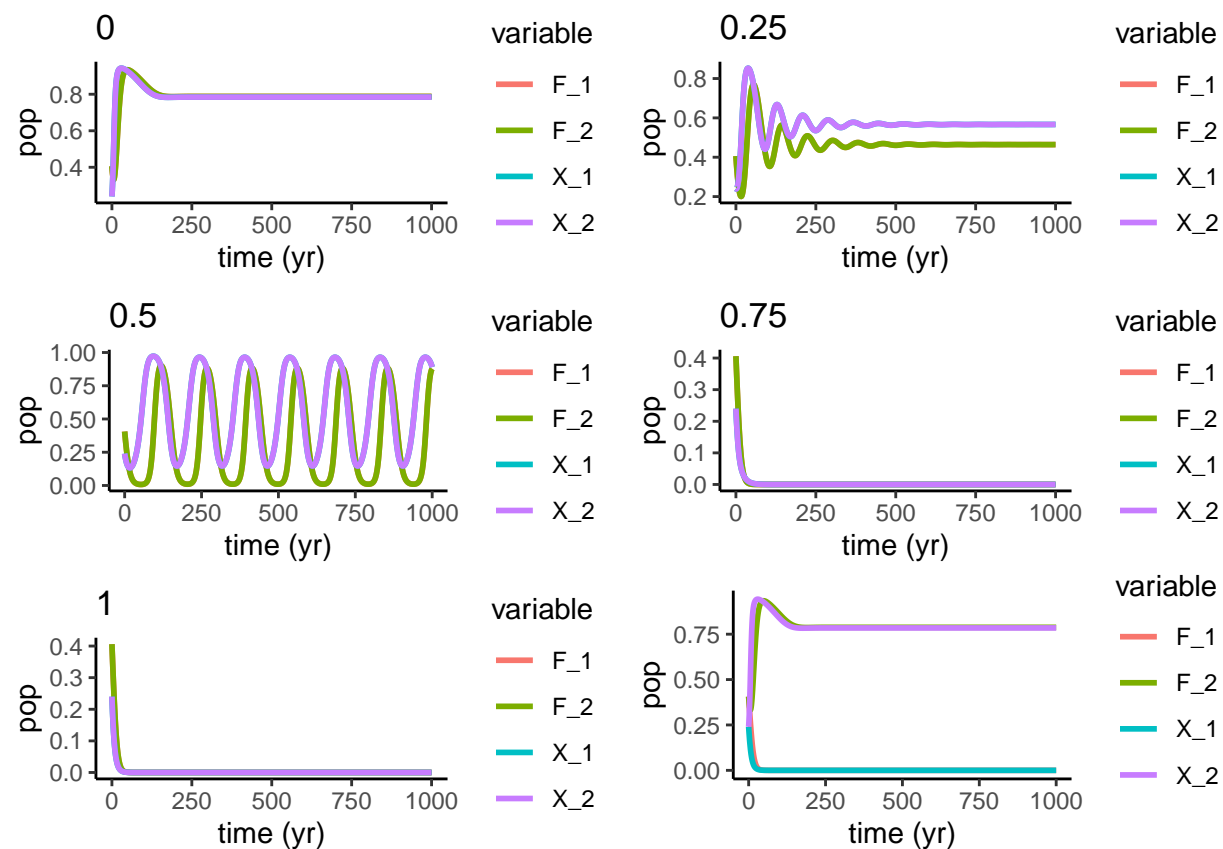 0
variable
0.8
0.6
0.4
pop
0 250 500 750 1000
time (yr)
F_1
F_2
X_1
X_2
0.25
variable
0.8
0.6
0.4
0.2
pop
0 250 500 750 1000
time (yr)
F_1
F_2
X_1
X_2
0.5
variable
1.00
0.75
0.50
0.25
0.00
pop
0 250 500 750 1000
time (yr)
F_1
F_2
X_1
X_2
0.75
variable
0.4
0.3
0.2
0.1
0.0
pop
0 250 500 750 1000
time (yr)
F_1
F_2
X_1
X_2
1
variable
0.4
0.3
0.2
0.1
0.0
pop
0 250 500 750 1000
time (yr)
F_1
F_2
X_1
X_2
variable
0.75
0.50
0.25
0.00
pop
0 250 500 750 1000
time (yr)
F_1
F_2
X_1
X_2